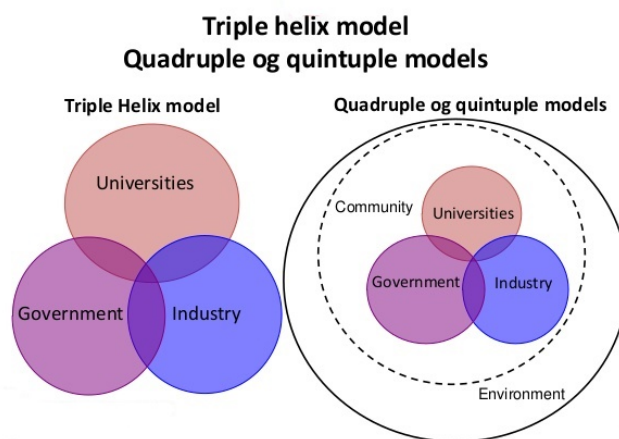 Triple helix model
Quadruple og quintuple models
Triple Helix model
Universities
Government
Industry
Quadruple og quintuple models
Community
Universities
Government
Industry
Environment